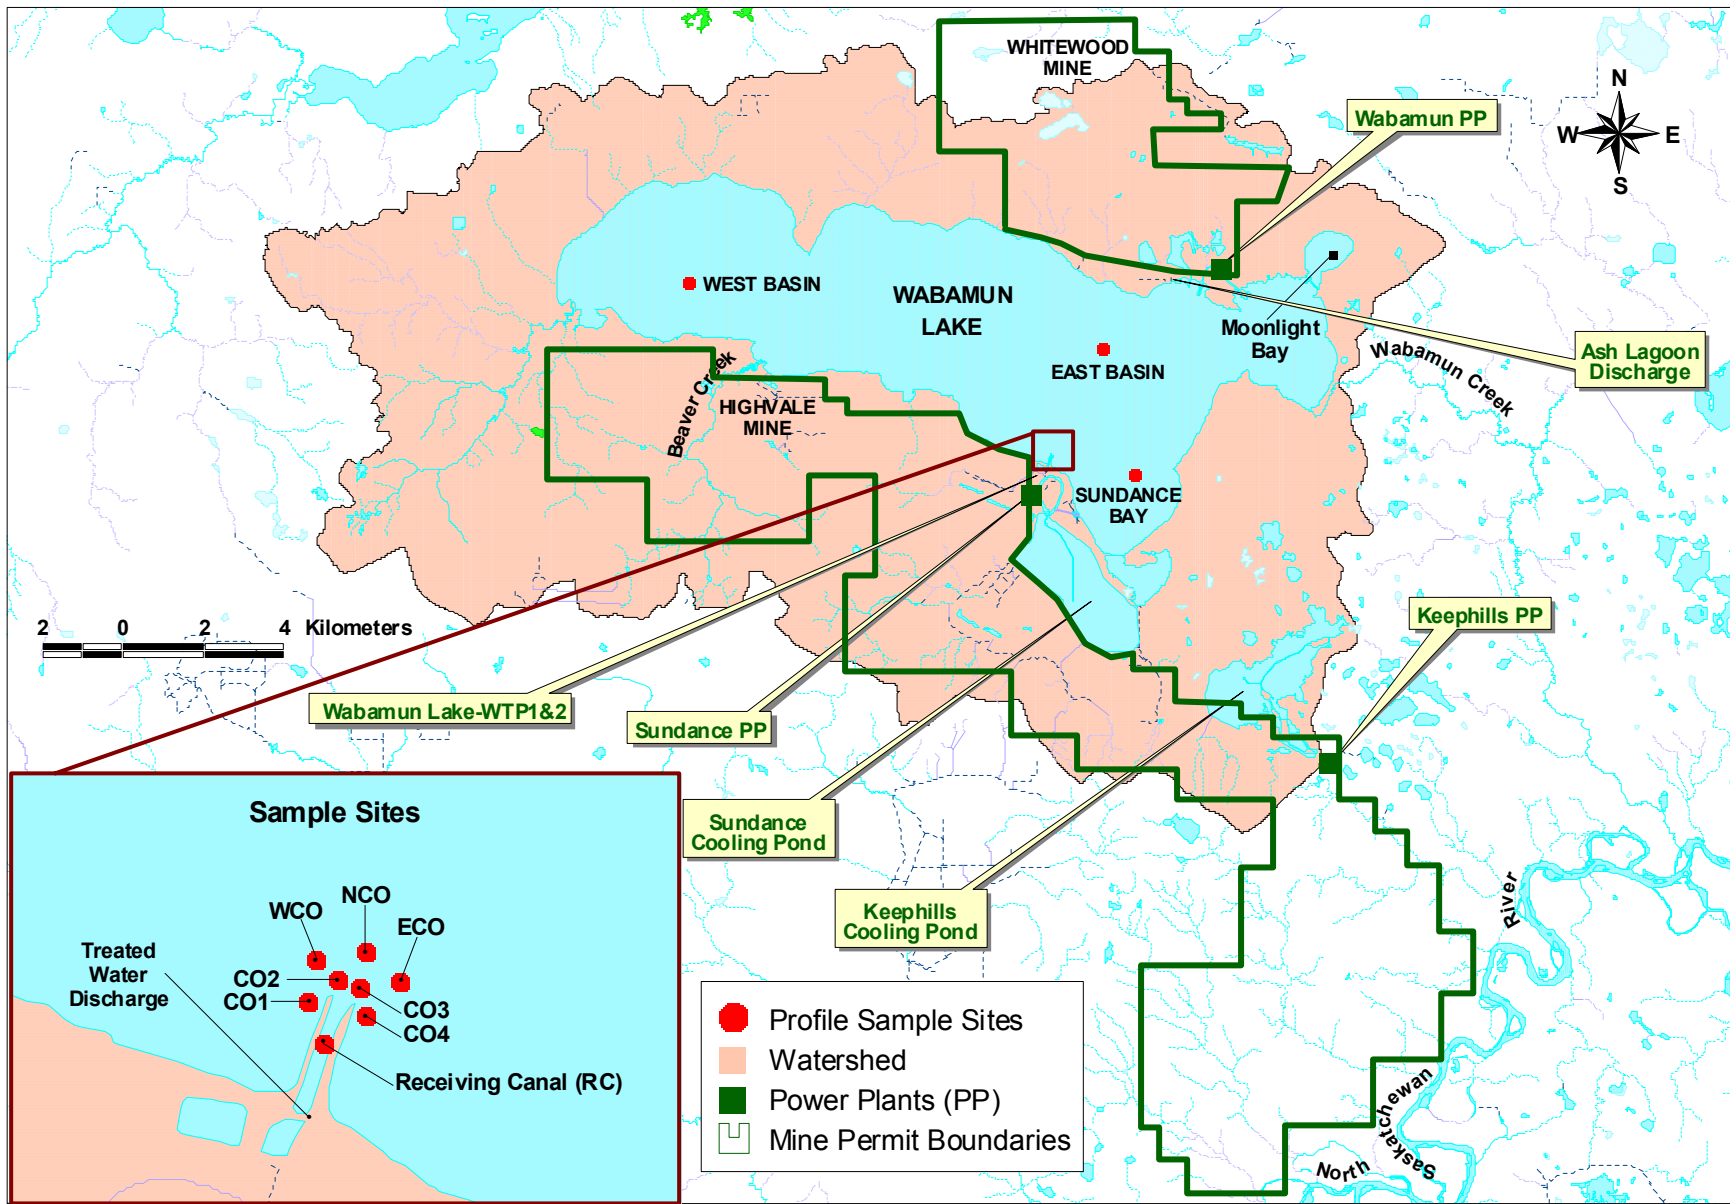 WHITEWOOD
MINE
N
W
E
S
Wabamun PP
WEST BASIN
WABAMUN
LAKE
Moonlight
Bay
Wabamun Creek
Ash Lagoon
Discharge
EAST BASIN
Beaver Creek
HIGHVALE
MINE
SUNDANCE
BAY
2 0 2 4 Kilometers
Keephills PP
Wabamun Lake-WTP1&2
Sundance PP
Sundance
Cooling Pond
Keephills
Cooling Pond
North
Saskatchewan
River
Sample Sites
NCO
WCO
ECO
Treated
Water
Discharge
CO2
CO1
CO3
CO4
Receiving Canal (RC)
Profile Sample Sites
Watershed
Power Plants (PP)
Mine Permit Boundaries